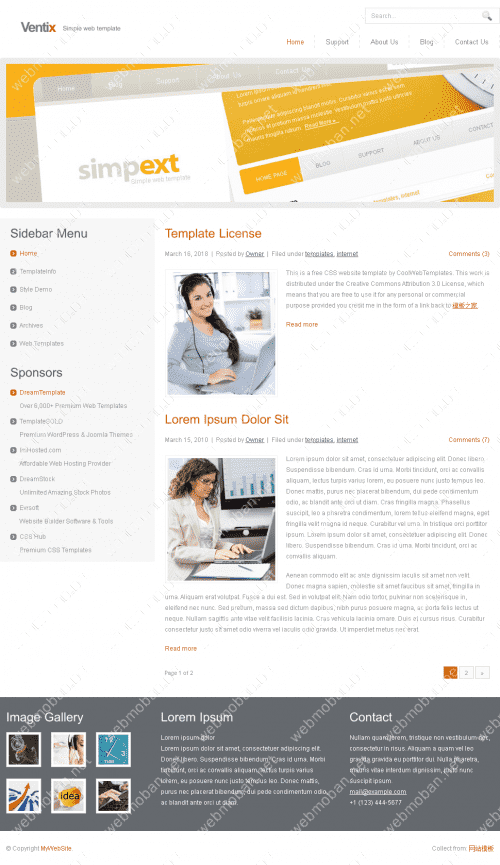 Ventix Simple web template
Search...
Home Support About Us Blog Contact Us
Home Blog Support About Us Contact Us
Read More...
simpext
Simple web template
HOME PAGE BLOG SUPPORT ABOUT US CONTACT
Sidebar Menu
Home
TemplateInfo
Style Demo
Blog
Archives
Web Templates
Sponsors
DreamTemplate
Over 6,000+ Premium Web Templates
TemplateSOLD
Premium WordPress & Joomla Themes
ImHosted.com
Affordable Web Hosting Provider
DreamStock
Unlimited Amazing Stock Photos
Evrsoft
Website Builder Software & Tools
CSS Hub
Premium CSS Templates
Template License
March 16, 2010 | Posted by Owner | Filed under templates, internet
Comments (3)
This is a free CSS website template by CoolWebTemplates. This work is
distributed under the Creative Commons Attribution 3.0 License, which
means that you are free to use it for any personal or commercial
purpose provided you credit me in the form of a link back to 模板之家.
Read more
Lorem Ipsum Dolor Sit
March 15, 2010 | Posted by Owner | Filed under templates, internet
Comments (7)
Lorem ipsum dolor sit amet, consectetuer adipiscing elit. Donec libero.
Suspendisse bibendum. Cras id urna. Morbi tincidunt, orci ac convallis
aliquam, lectus turpis varius lorem, eu posuere nunc justo tempus leo.
Donec mattis, purus nec placerat bibendum, dui pede condimentum
odio, ac blandit ante orci ut diam. Cras fringilla magna. Phasellus
suscipit, leo a pharetra condimentum, lorem tellus eleifend magna, eget
fringilla velit magna id neque. Curabitur vel urna. In tristique orci porttitor
ipsum. Lorem ipsum dolor sit amet, consectetuer adipiscing elit. Donec
libero. Suspendisse bibendum. Cras id urna. Morbi tincidunt, orci ac
convallis aliquam.
Aenean commodo elit ac ante dignissim iaculis sit amet non velit.
Donec magna sapien, molestie sit amet faucibus sit amet, fringilla in
urna. Aliquam erat volutpat. Fusce a dui est. Sed in volutpat elit. Nam odio tortor, pulvinar non scelerisque in,
eleifend nec nunc. Sed pretium, massa sed dictum dapibus, nibh purus posuere magna, ac porta felis lectus ut
neque. Nullam sagittis ante vitae velit facilisis lacinia. Cras vehicula lacinia ornare. Duis et cursus risus. Curabitur
consectetur justo sit amet odio viverra vel iaculis odio gravida. Ut imperdiet metus nec erat.
Read more
Page 1 of 2
1 2 »
Image Gallery
Lorem Ipsum
Lorem ipsum dolor
Lorem ipsum dolor sit amet, consectetuer adipiscing elit.
Donec libero. Suspendisse bibendum. Cras id urna. Morbi
tincidunt, orci ac convallis aliquam, lectus turpis varius
lorem, eu posuere nunc justo tempus leo. Donec mattis,
purus nec placerat bibendum, dui pede condimentum odio,
ac blandit ante orci ut diam.
Contact
Nullam quam lorem, tristique non vestibulum nec,
consectetur in risus. Aliquam a quam vel leo
gravida gravida eu porttitor dui. Nulla pharetra,
mauris vitae interdum dignissim, justo nunc
suscipit ipsum.
mail@example.com
+1 (123) 444-5677
idea
© Copyright MyWebSite.
Collect from 网站模板
webmoban.net